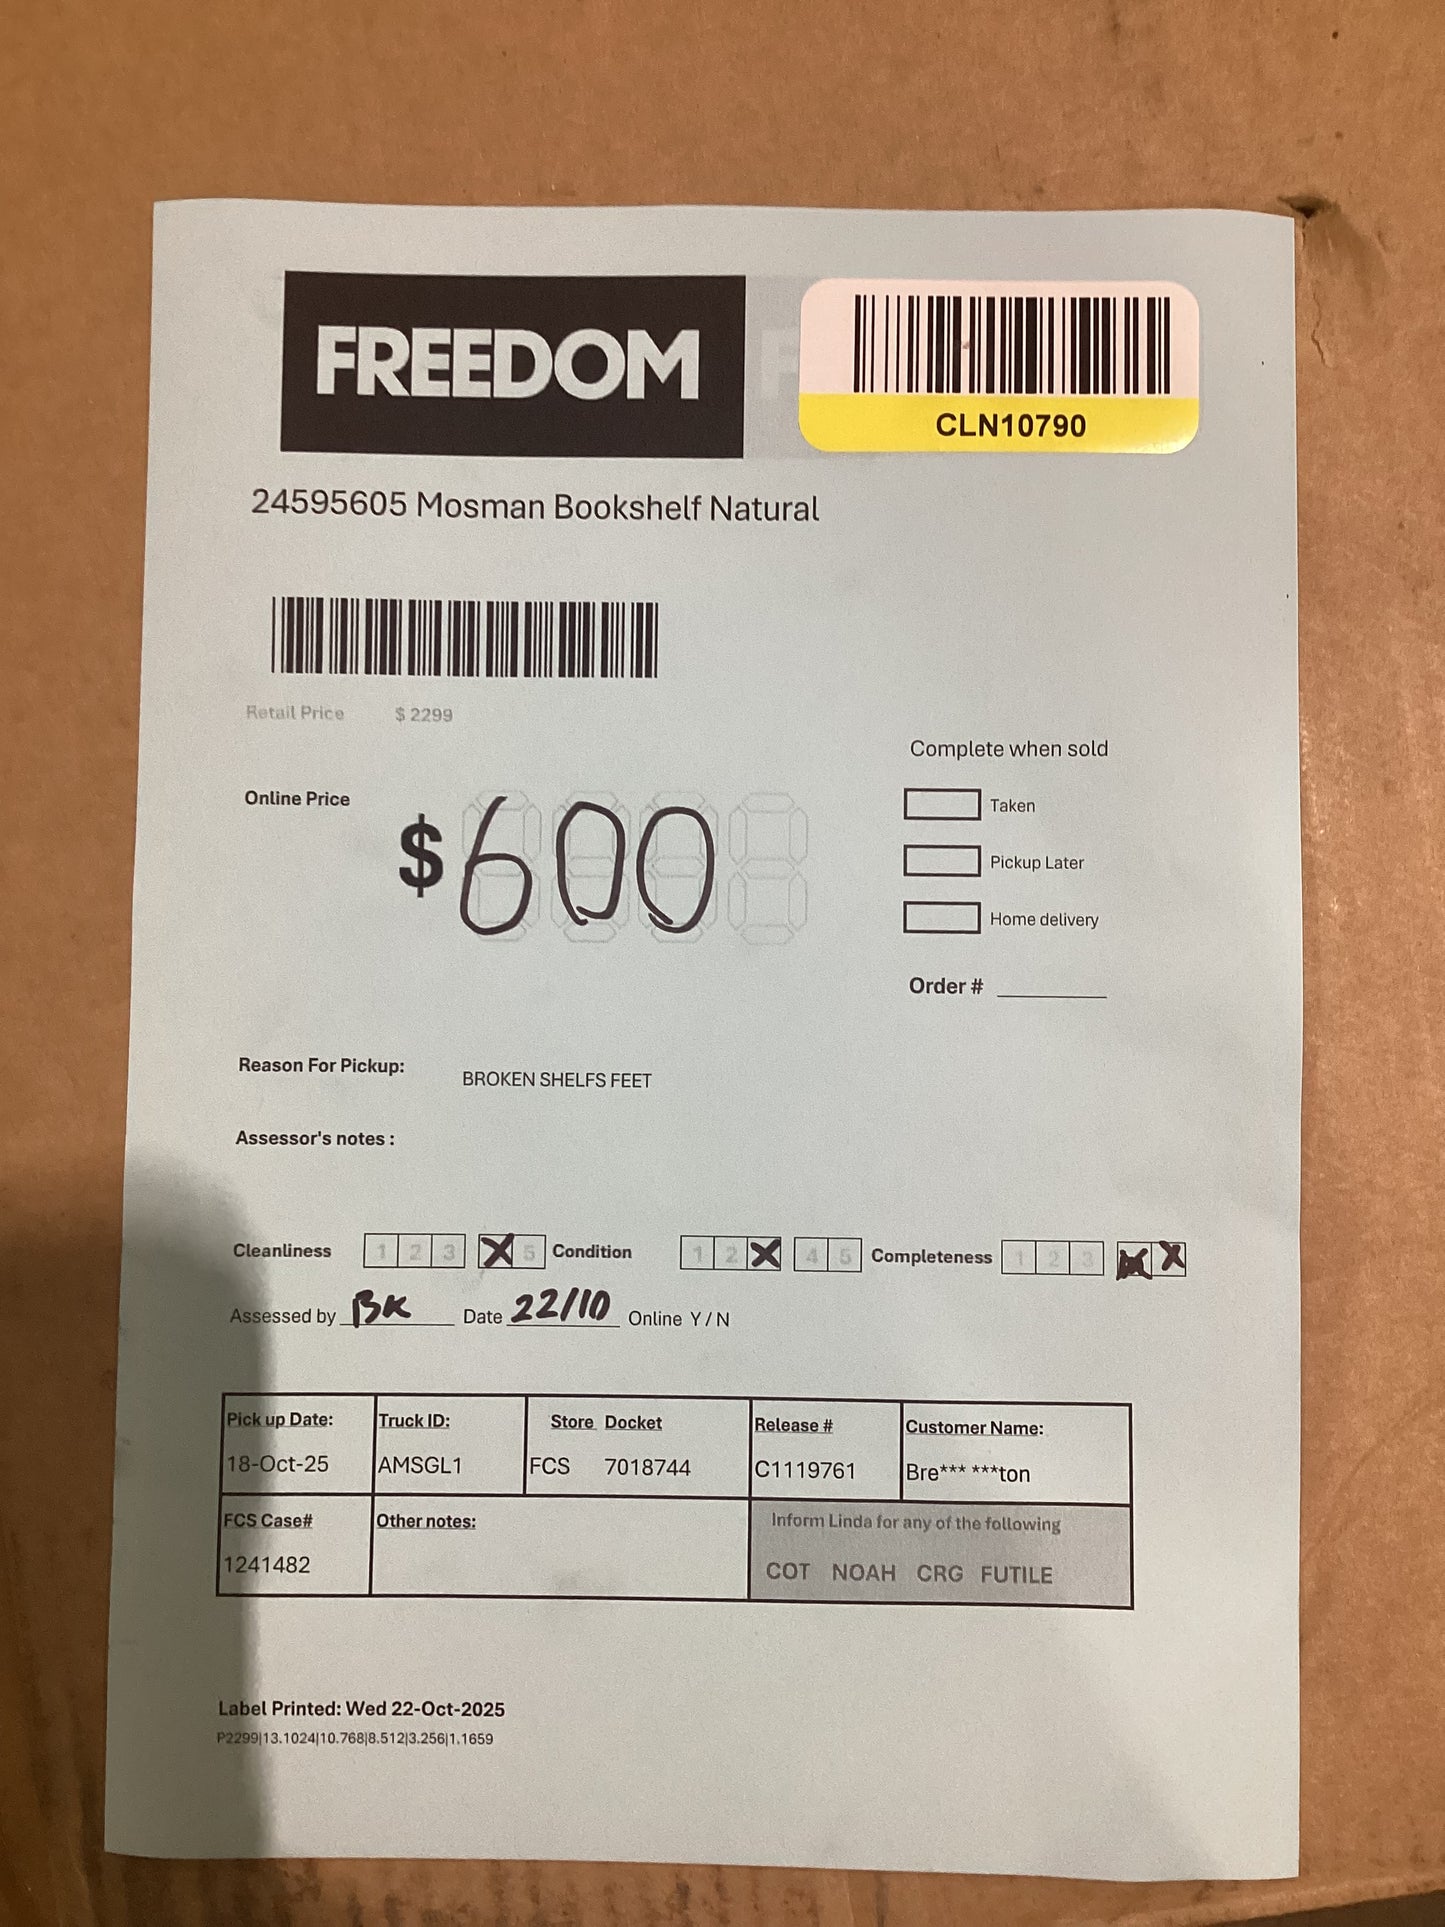 FREEDOM
CLN10790
24595605 Mosman Bookshelf Natural
Retail Price $ 2299
Complete when sold
Online Price $600
Taken
Pickup Later
Home delivery
Order #
Reason For Pickup: BROKEN SHELFS FEET
Assessor's notes :
Cleanliness 1 2 3 X 5 Condition 1 2 X 4 5 Completeness 1 2 3 X
Assessed by BK Date 22/10 Online Y / N
Pick up Date: Truck ID: Store Docket Release # Customer Name:
18-Oct-25 AMSGL1 FCS 7018744 C1119761 Bre*** ***ton
FCS Case# Other notes: Inform Linda for any of the following
1241482 COT NOAH CRG FUTILE
Label Printed: Wed 22-Oct-2025
P2299|13.1024|10.768|8.512|3.256|1.1659